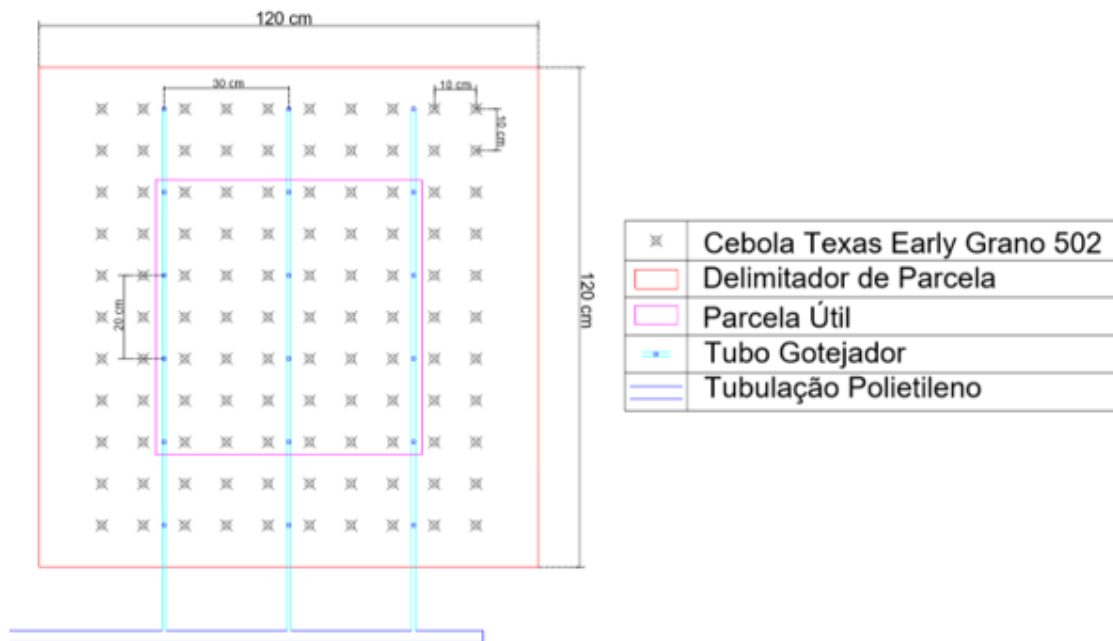 120 cm
30 cm
10 cm
10 cm
20 cm
120 cm
Cebola Texas Early Grano 502
Delimitador de Parcela
Parcela Útil
Tubo Gotejador
Tubulação Polietileno